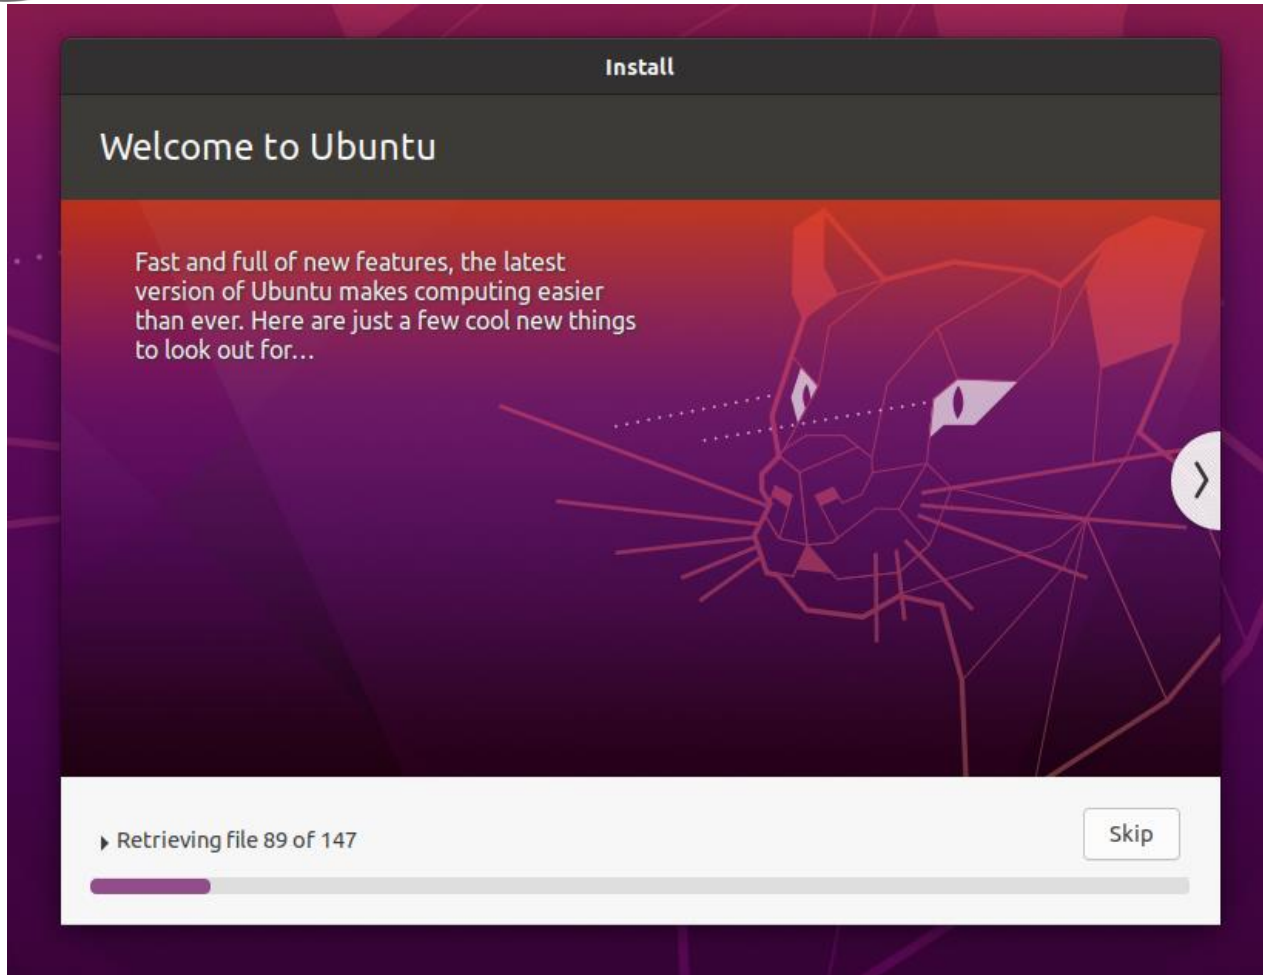 Install
Welcome to Ubuntu
Fast and full of new features, the latest
version of Ubuntu makes computing easier
than ever. Here are just a few cool new things
to look out for...
Retrieving file 89 of 147
Skip